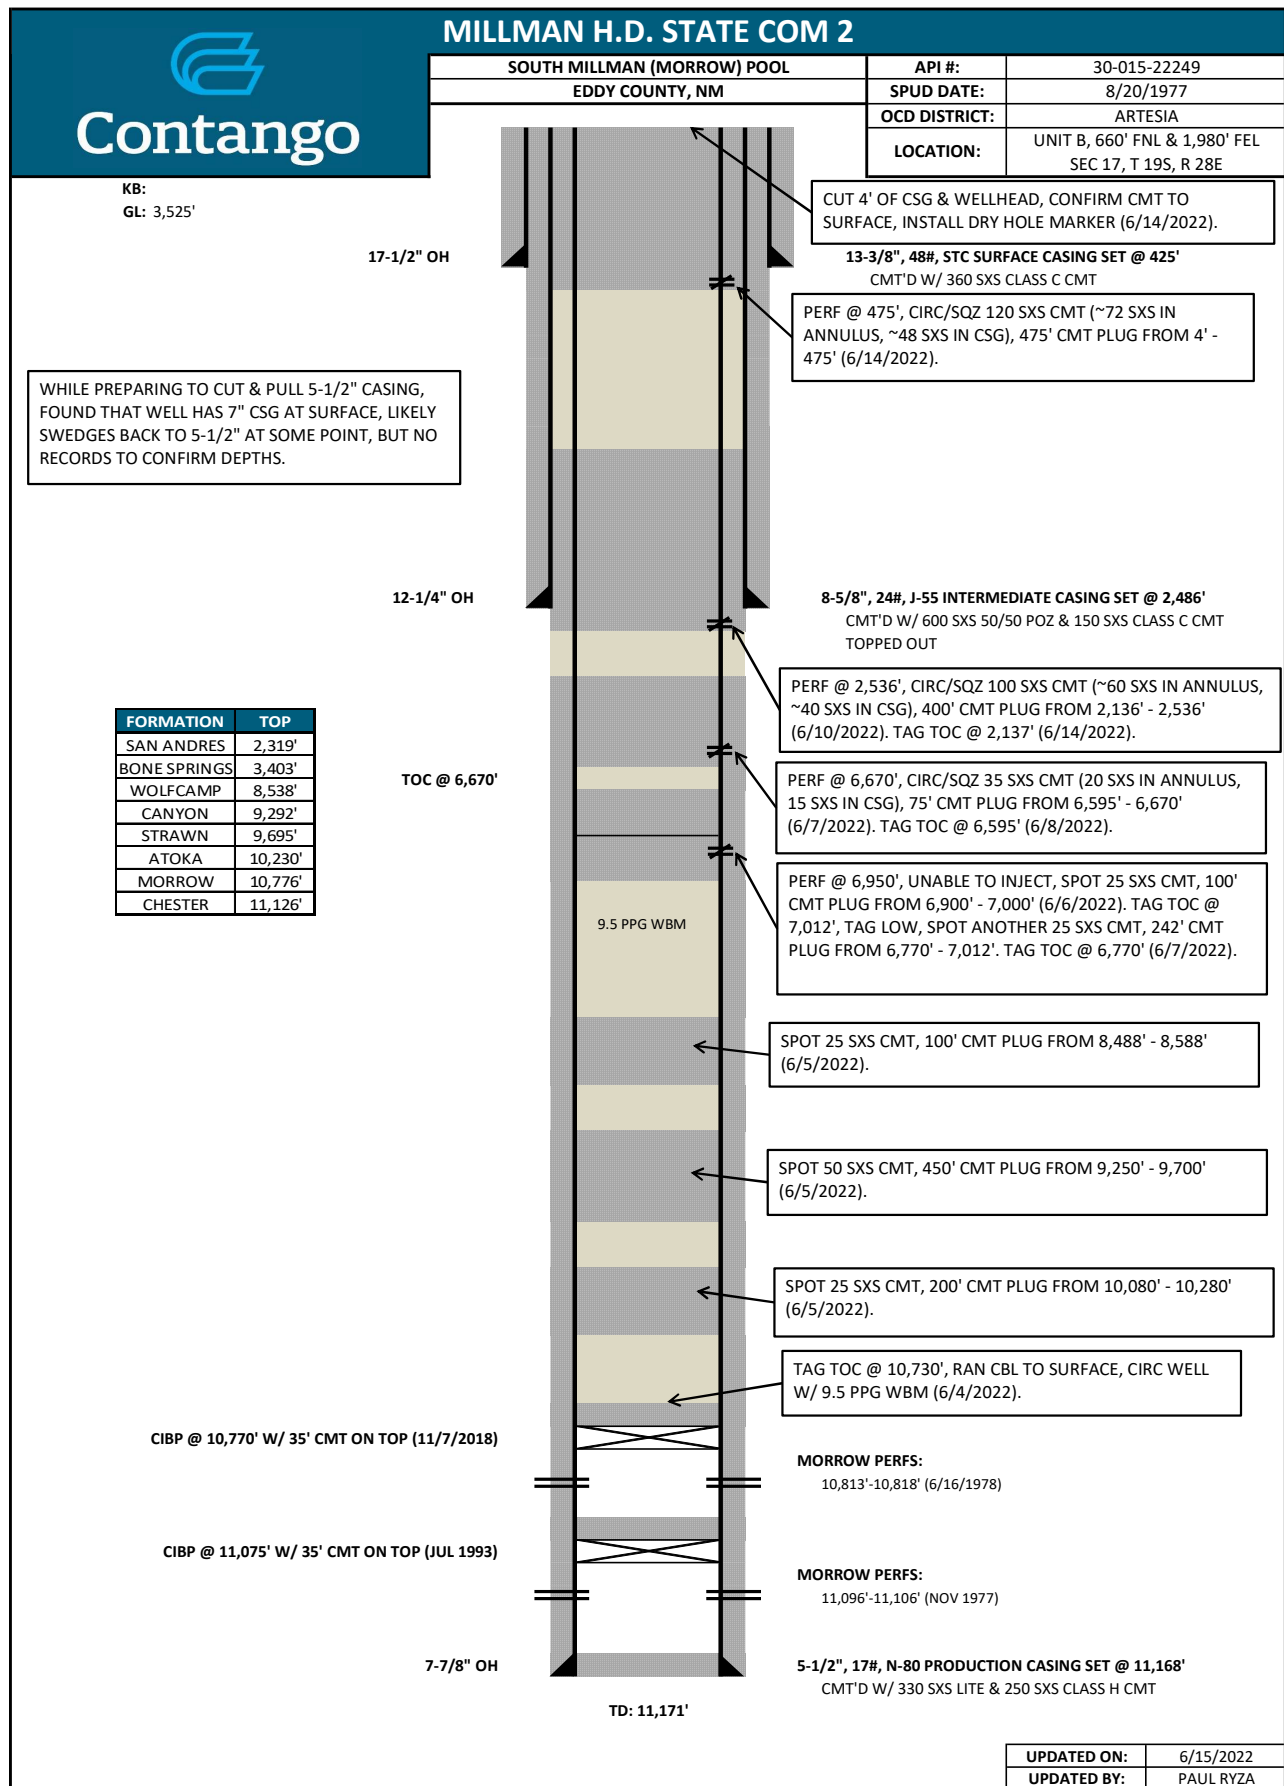 MILLMAN H.D. STATE COM 2
Contango
SOUTH MILLMAN (MORROW) POOL
EDDY COUNTY, NM
API #: 30-015-22249
SPUD DATE: 8/20/1977
OCD DISTRICT: ARTESIA
LOCATION: UNIT B, 660' FNL & 1,980' FEL
SEC 17, T 19S, R 28E
KB:
GL: 3,525'
CUT 4' OF CSG & WELLHEAD, CONFIRM CMT TO
SURFACE, INSTALL DRY HOLE MARKER (6/14/2022).
17-1/2" OH
13-3/8", 48#, STC SURFACE CASING SET @ 425'
CMT'D W/ 360 SXS CLASS C CMT
PERF @ 475', CIRC/SQZ 120 SXS CMT (~72 SXS IN
ANNULUS, ~48 SXS IN CSG), 475' CMT PLUG FROM 4' -
475' (6/14/2022).
WHILE PREPARING TO CUT & PULL 5-1/2" CASING,
FOUND THAT WELL HAS 7" CSG AT SURFACE, LIKELY
SWEDGES BACK TO 5-1/2" AT SOME POINT, BUT NO
RECORDS TO CONFIRM DEPTHS.
12-1/4" OH
8-5/8", 24#, J-55 INTERMEDIATE CASING SET @ 2,486'
CMT'D W/ 600 SXS 50/50 POZ & 150 SXS CLASS C CMT
TOPPED OUT
PERF @ 2,536', CIRC/SQZ 100 SXS CMT (~60 SXS IN ANNULUS,
~40 SXS IN CSG), 400' CMT PLUG FROM 2,136' - 2,536'
(6/10/2022). TAG TOC @ 2,137' (6/14/2022).
FORMATION TOP
SAN ANDRES 2,319'
BONE SPRINGS 3,403'
WOLFCAMP 8,538'
CANYON 9,292'
STRAWN 9,695'
ATOKA 10,230'
MORROW 10,776'
CHESTER 11,126'
TOC @ 6,670'
PERF @ 6,670', CIRC/SQZ 35 SXS CMT (20 SXS IN ANNULUS,
15 SXS IN CSG), 75' CMT PLUG FROM 6,595' - 6,670'
(6/7/2022). TAG TOC @ 6,595' (6/8/2022).
PERF @ 6,950', UNABLE TO INJECT, SPOT 25 SXS CMT, 100'
CMT PLUG FROM 6,900' - 7,000' (6/6/2022). TAG TOC @
7,012', TAG LOW, SPOT ANOTHER 25 SXS CMT, 242' CMT
PLUG FROM 6,770' - 7,012'. TAG TOC @ 6,770' (6/7/2022).
9.5 PPG WBM
SPOT 25 SXS CMT, 100' CMT PLUG FROM 8,488' - 8,588'
(6/5/2022).
SPOT 50 SXS CMT, 450' CMT PLUG FROM 9,250' - 9,700'
(6/5/2022).
SPOT 25 SXS CMT, 200' CMT PLUG FROM 10,080' - 10,280'
(6/5/2022).
TAG TOC @ 10,730', RAN CBL TO SURFACE, CIRC WELL
W/ 9.5 PPG WBM (6/4/2022).
CIBP @ 10,770' W/ 35' CMT ON TOP (11/7/2018)
MORROW PERFS:
10,813'-10,818' (6/16/1978)
CIBP @ 11,075' W/ 35' CMT ON TOP (JUL 1993)
MORROW PERFS:
11,096'-11,106' (NOV 1977)
7-7/8" OH
5-1/2", 17#, N-80 PRODUCTION CASING SET @ 11,168'
CMT'D W/ 330 SXS LITE & 250 SXS CLASS H CMT
TD: 11,171'
UPDATED ON: 6/15/2022
UPDATED BY: PAUL RYZA